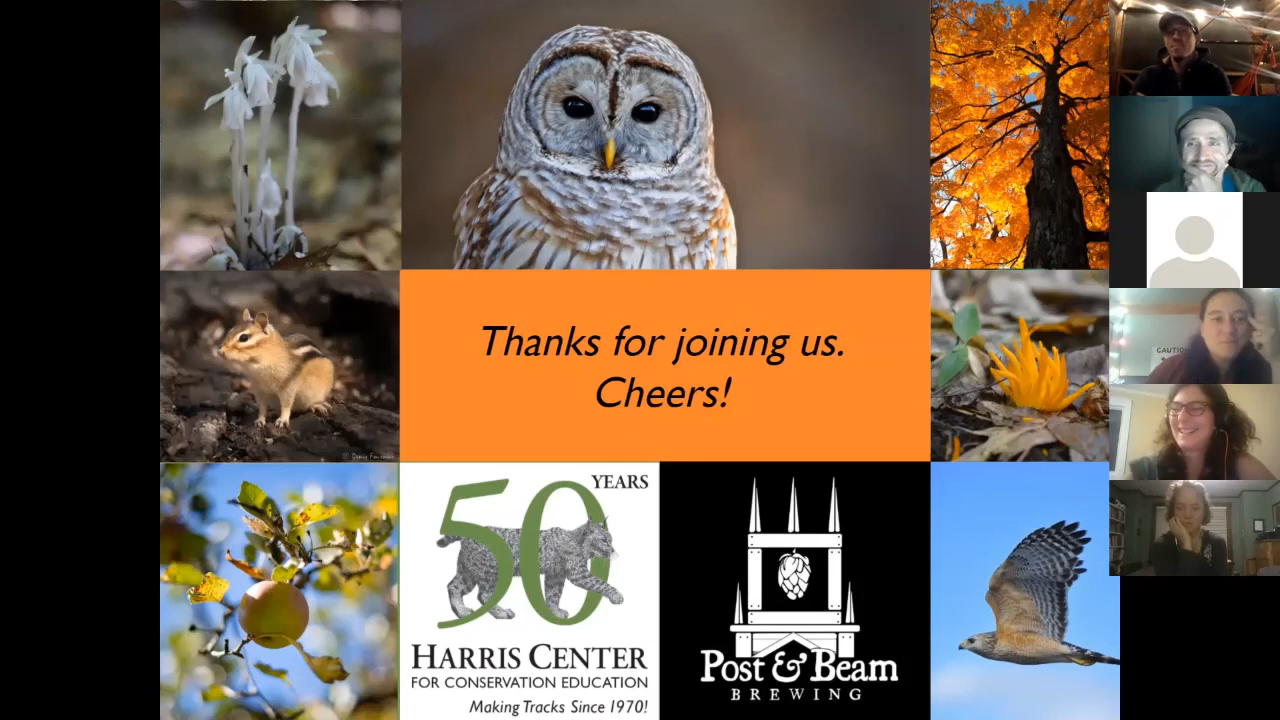 Thanks for joining us.
Cheers!
50 YEARS
HARRIS CENTER
FOR CONSERVATION EDUCATION
Making Tracks Since 1970!
POST & BEAM
BREWING
CAUTION